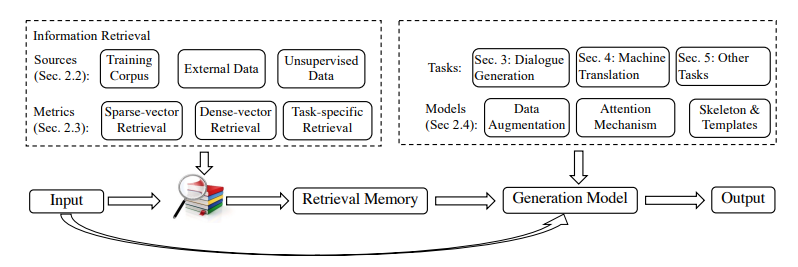 Information Retrieval
Sources
(Sec. 2.2):
Training
Corpus
External Data
Unsupervised
Data
Metrics
(Sec. 2.3):
Sparse-vector
Retrieval
Dense-vector
Retrieval
Task-specific
Retrieval
Tasks:
Sec. 3: Dialogue
Generation
Sec. 4: Machine
Translation
Sec. 5: Other
Tasks
Models
(Sec 2.4):
Data
Augmentation
Attention
Mechanism
Skeleton &
Templates
Input
Retrieval Memory
Generation Model
Output